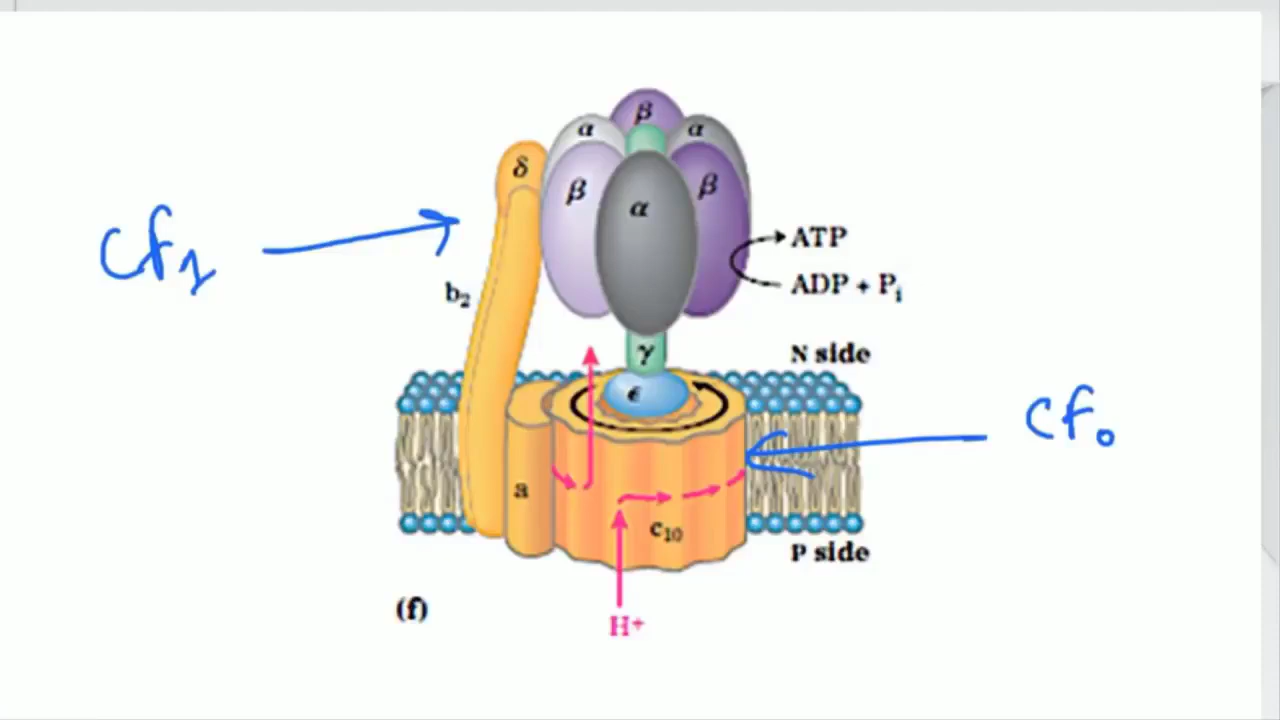 β
α
α
δ
β
β
α
CF1
ATP
b2
ADP + Pi
γ
N side
ϵ
CF0
a
c10
P side
(f)
H+